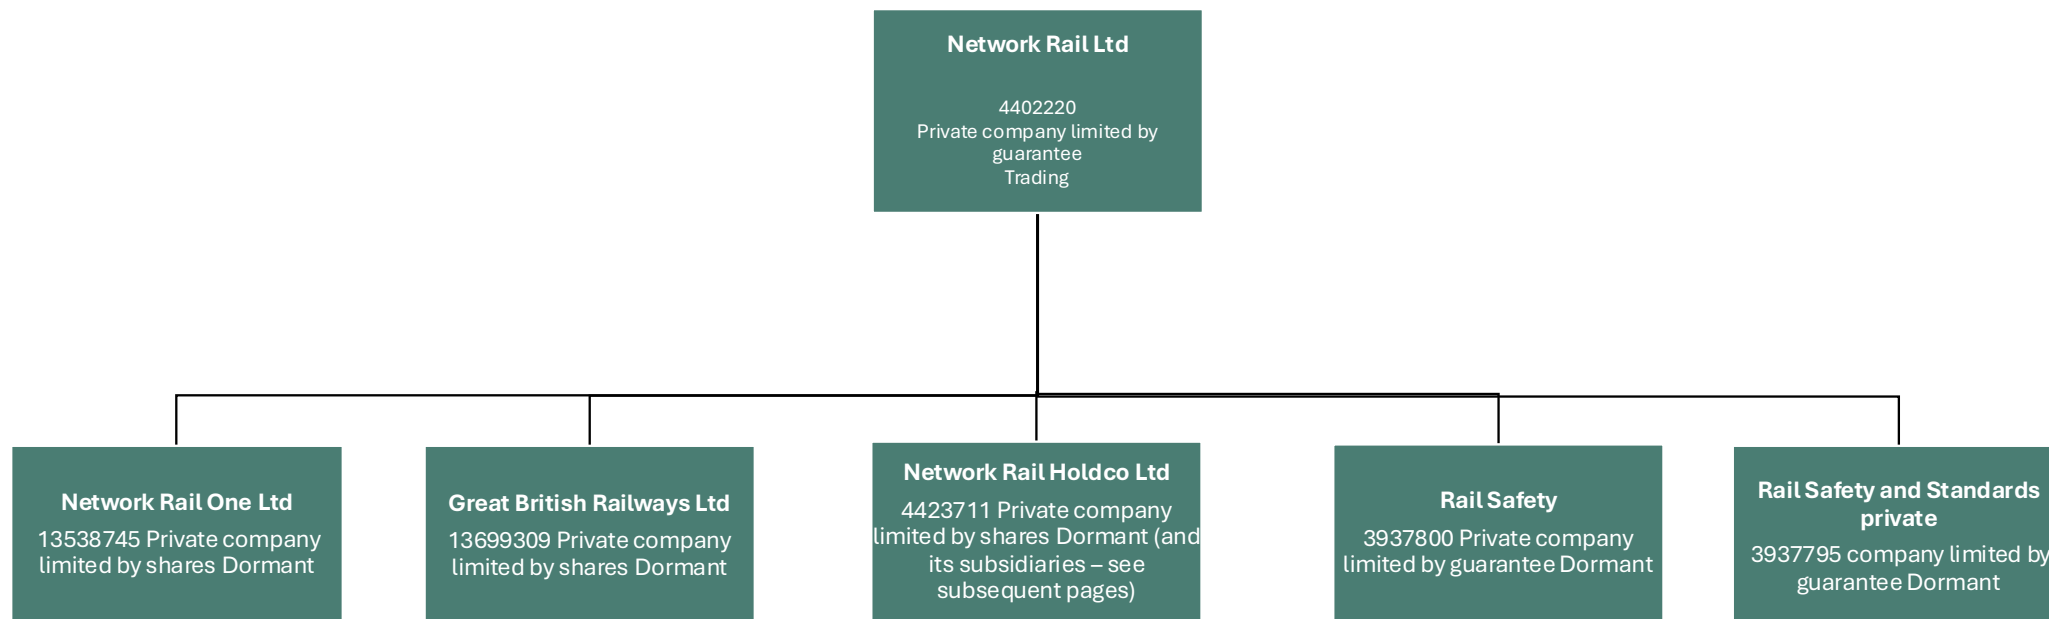 Network Rail Ltd
4402220
Private company limited by
guarantee
Trading
Network Rail One Ltd
13538745 Private company
limited by shares Dormant
Great British Railways Ltd
13699309 Private company
limited by shares Dormant
Network Rail Holdco Ltd
4423711 Private company
limited by shares Dormant (and
its subsidiaries – see
subsequent pages)
Rail Safety
3937800 Private company
limited by guarantee Dormant
Rail Safety and Standards
private
3937795 company limited by
guarantee Dormant